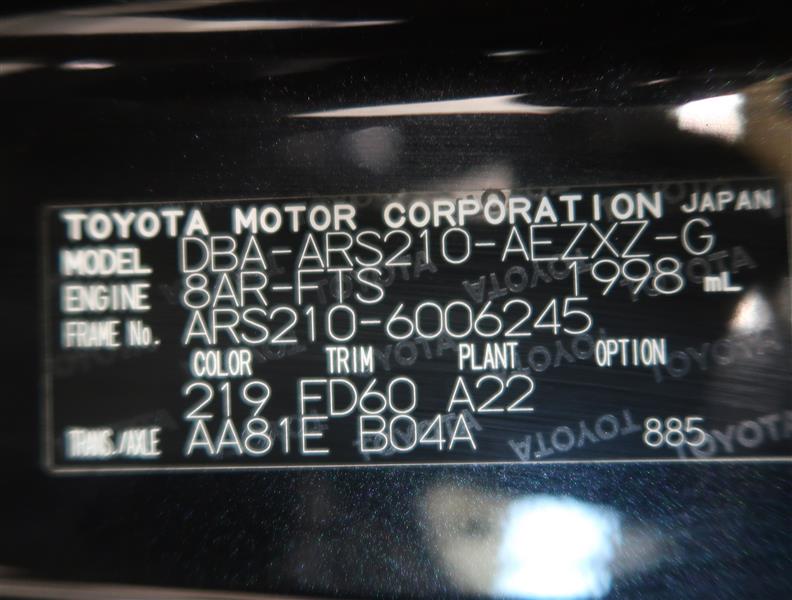 TOYOTA MOTOR CORPORATION JAPAN
MODEL DBA-ARS210-AEZXZ-G
ENGINE 8AR-FTS 1998 mL
FRAME No. ARS210-6006245
COLOR TRIM PLANT OPTION
219 ED60 A22
TRANS./AXLE AA81E B04A 885